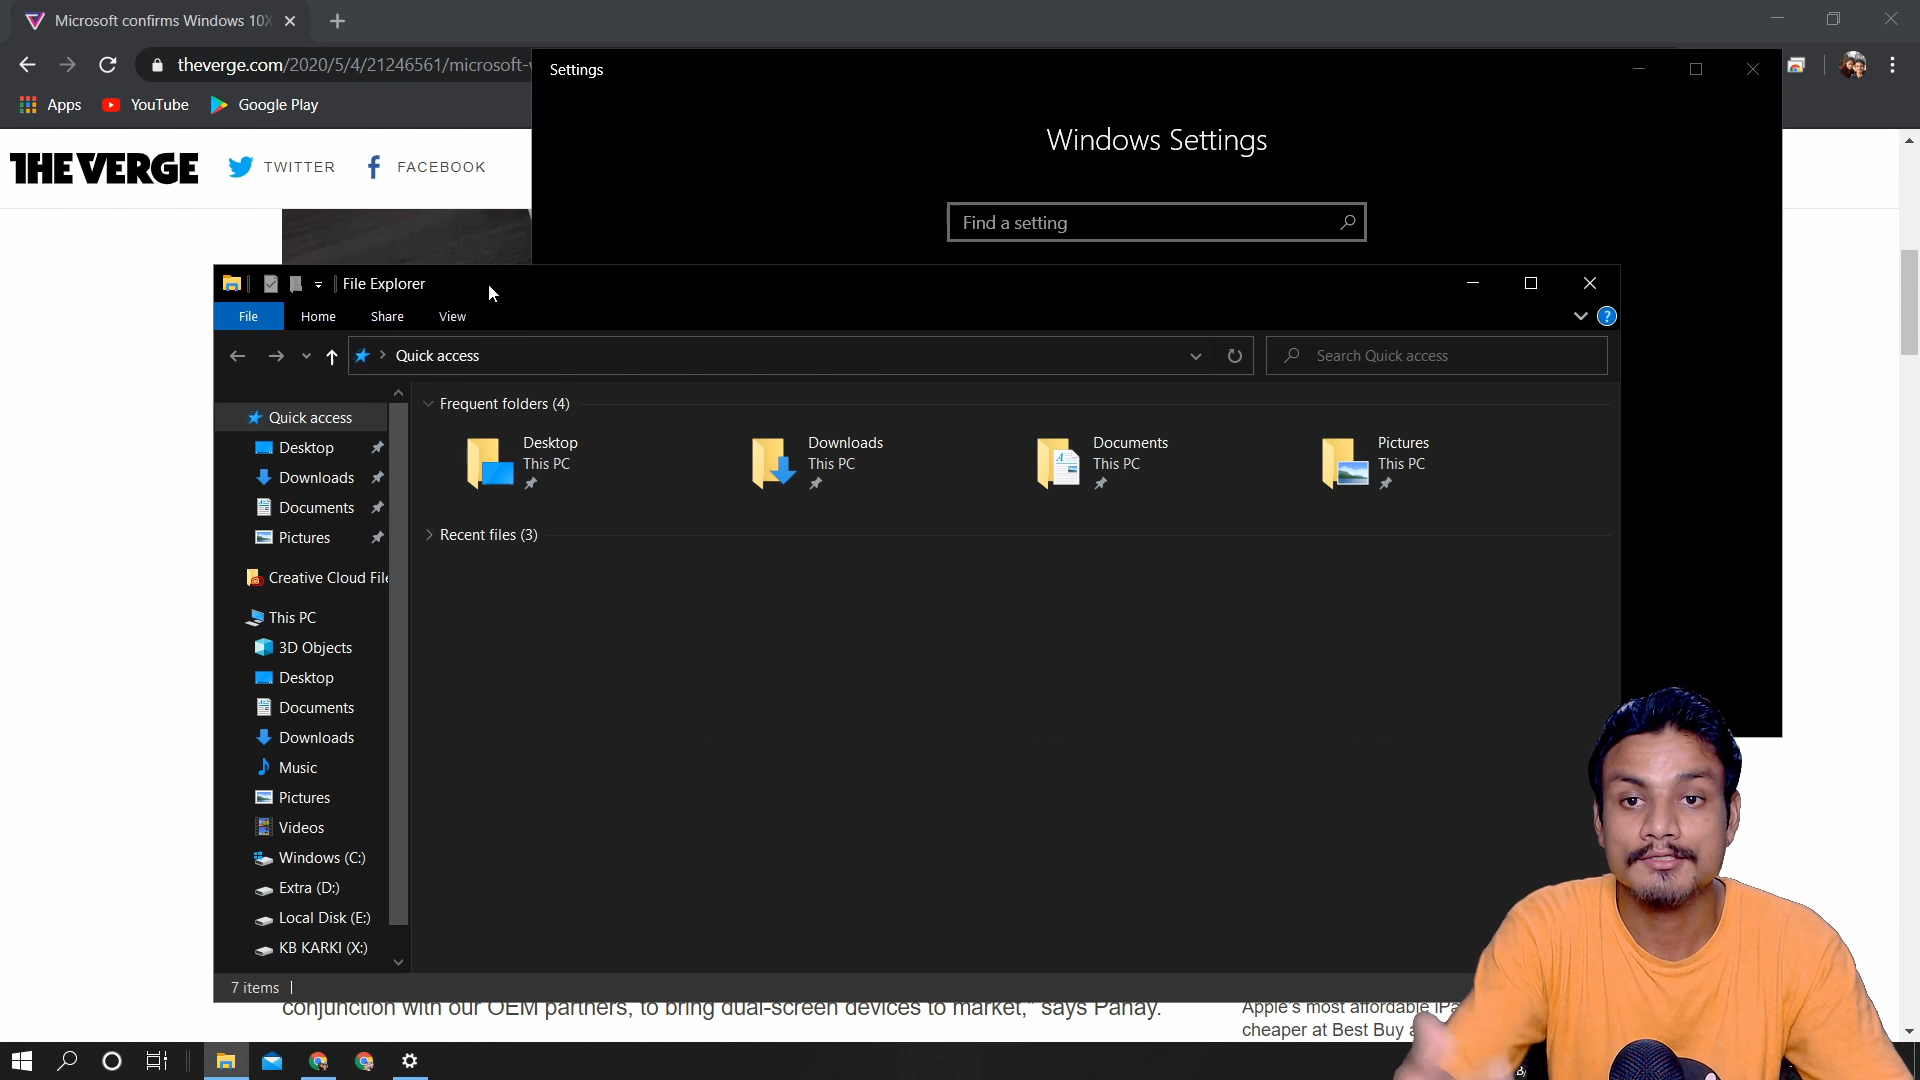 Microsoft confirms Windows 10X
theverge.com/2020/5/4/21246561/microsoft-
Apps
YouTube
Google Play
Settings
Windows Settings
Find a setting
THE VERGE
TWITTER
FACEBOOK
File Explorer
File
Home
Share
View
?
Quick access
Search Quick access
Quick access
Desktop
Downloads
Documents
Pictures
Creative Cloud File
This PC
3D Objects
Desktop
Documents
Downloads
Music
Pictures
Videos
Windows (C:)
Extra (D:)
Local Disk (E:)
KB KARKI (X:)
Frequent folders (4)
Desktop
This PC
Downloads
This PC
Documents
This PC
Pictures
This PC
Recent files (3)
7 items
conjunction with our OEM partners, to bring dual-screen devices to market," says Panay.
Apple's most affordable iPa
cheaper at Best Buy